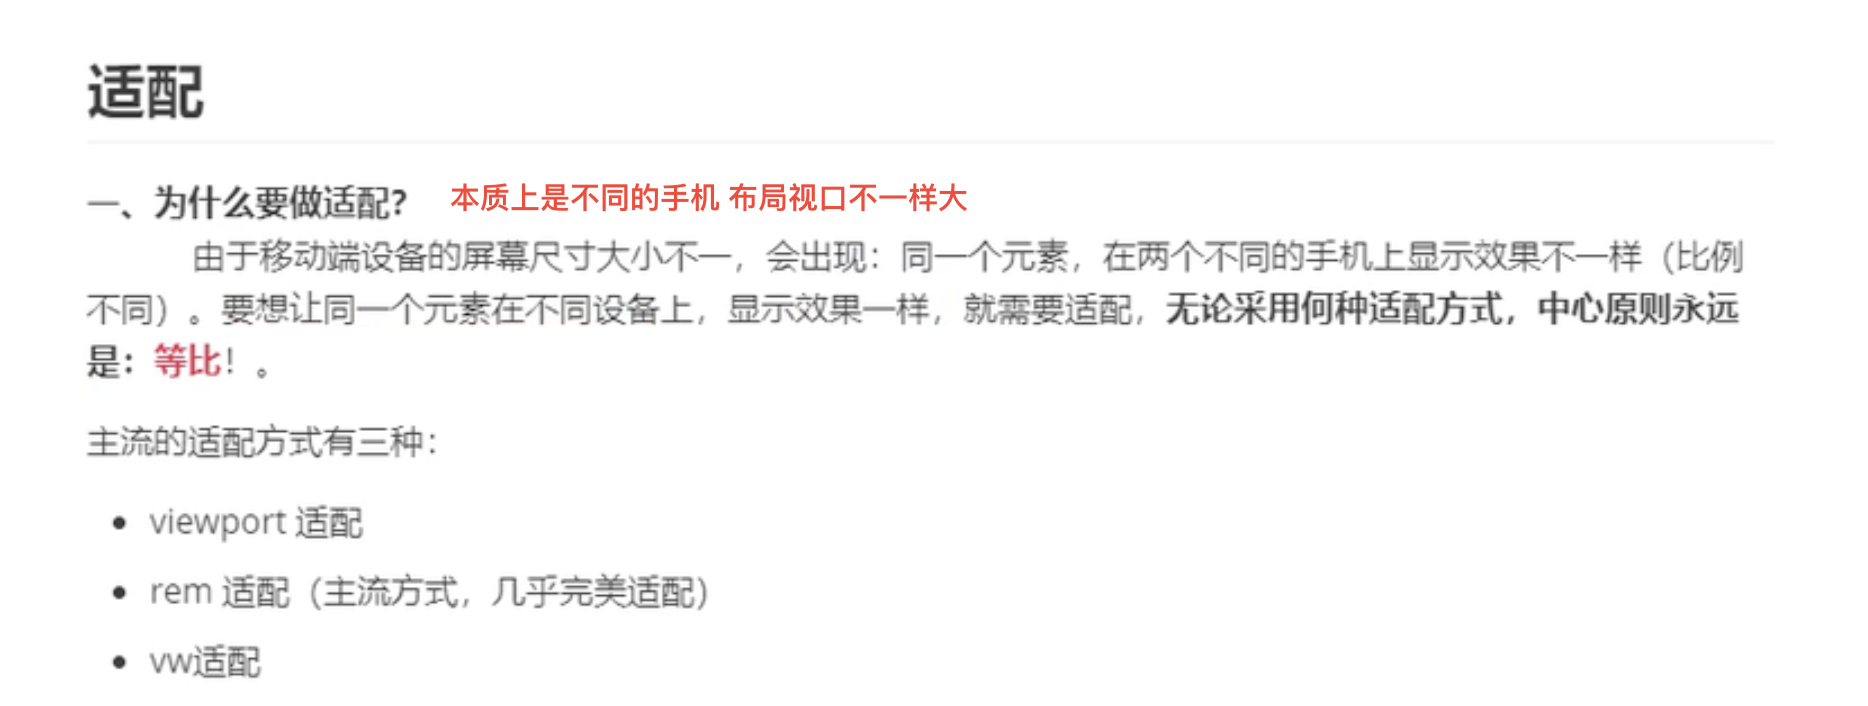 适配
一、为什么要做适配? 本质上是不同的手机 布局视口不一样大
由于移动端设备的屏幕尺寸大小不一，会出现：同一个元素，在两个不同的手机上显示效果不一样（比例
不同）。要想让同一个元素在不同设备上，显示效果一样，就需要适配，无论采用何种适配方式，中心原则永远
是：等比！。
主流的适配方式有三种：
• viewport 适配
• rem 适配（主流方式，几乎完美适配）
• vw适配